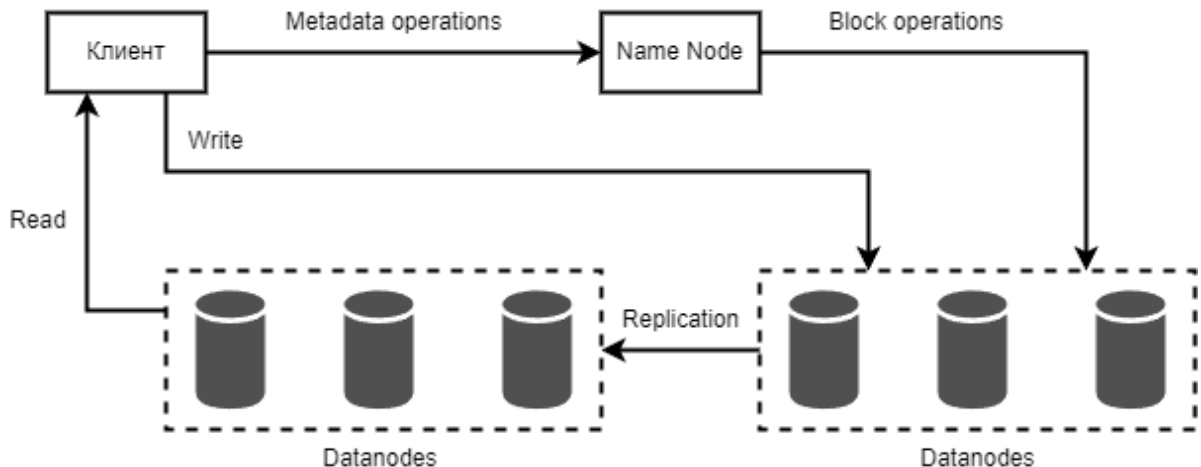 Metadata operations
Block operations
Клиент
Name Node
Write
Read
Replication
Datanodes
Datanodes